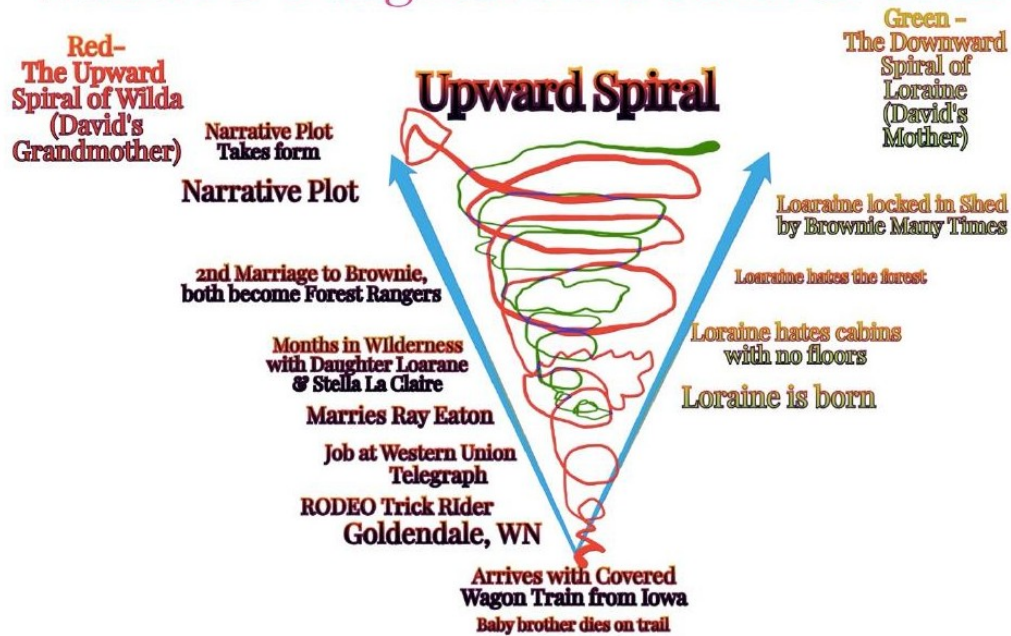 Red-
The Upward
Spiral of Wilda
(David's
Grandmother)
Green -
The Downward
Spiral of
Loraine
(David's
Mother)
Upward Spiral
Narrative Plot
Takes form
Narrative Plot
2nd Marriage to Brownie,
both become Forest Rangers
Months in WIlderness
with Daughter Loarane
& Stella La Claire
Marries Ray Eaton
Job at Western Union
Telegraph
RODEO Trick RIder
Goldendale, WN
Loaraine locked in Shed
by Brownie Many Times
Loaraine hates the forest
Loraine hates cabins
with no floors
Loraine is born
Arrives with Covered
Wagon Train from Iowa
Baby brother dies on trail